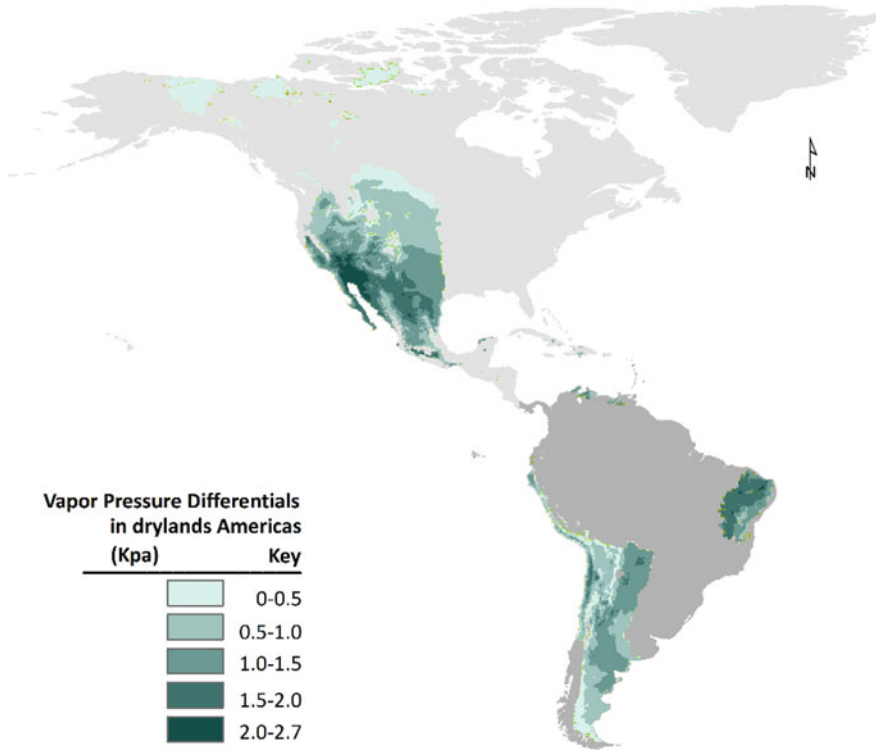 N
Vapor Pressure Differentials
in drylands Americas
(Kpa) Key
0-0.5
0.5-1.0
1.0-1.5
1.5-2.0
2.0-2.7